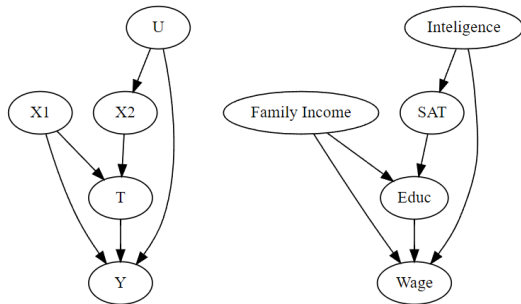 U
Inteligence
X1
X2
Family Income
SAT
T
Educ
Y
Wage